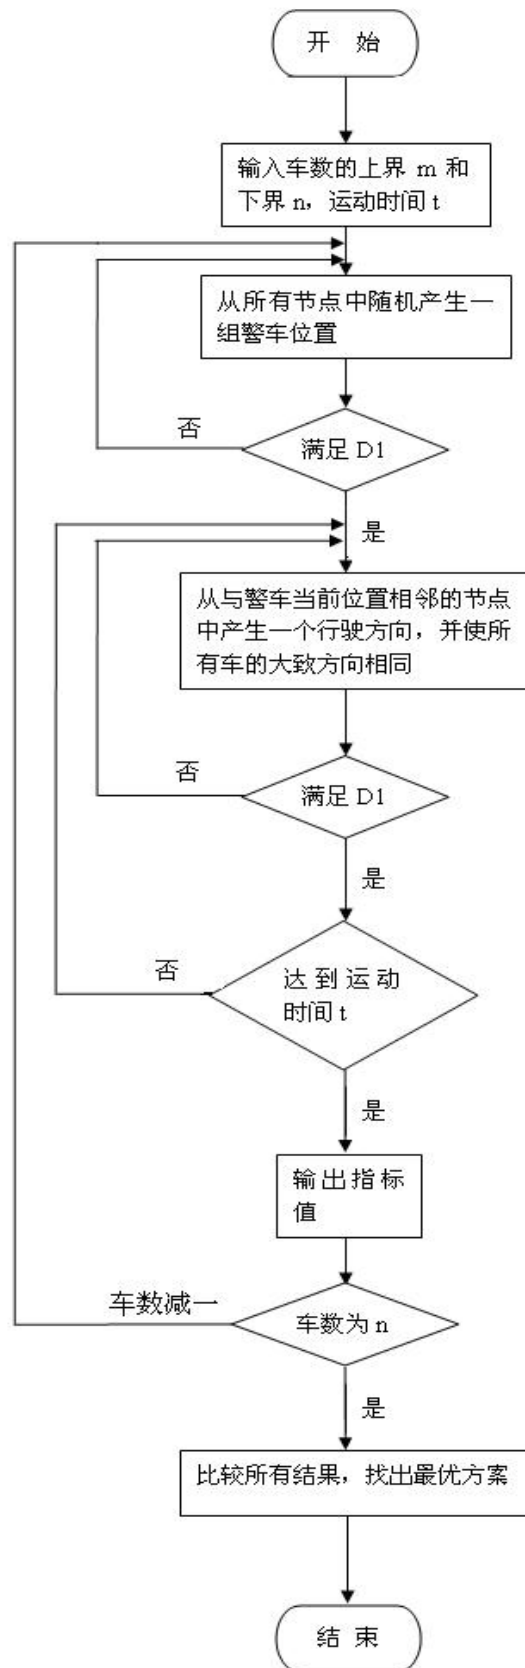 开 始
输入车数的上界 m 和
下界 n，运动时间 t
从所有节点中随机产生一
组警车位置
否
满足 D1
是
从与警车当前位置相邻的节点
中产生一个行驶方向，并使所
有车的大致方向相同
否
满足 D1
是
否
达到运动
时间 t
是
输出指标
值
车数减一
车数为 n
是
比较所有结果，找出最优方案
结 束